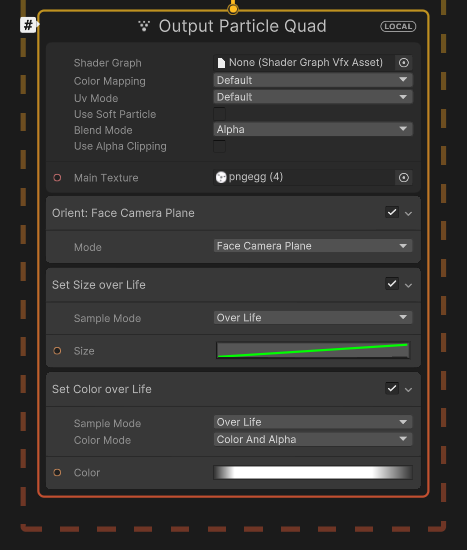 #
Output Particle Quad
LOCAL
Shader Graph None (Shader Graph Vfx Asset)
Color Mapping Default
Uv Mode Default
Use Soft Particle
Blend Mode Alpha
Use Alpha Clipping
Main Texture pngegg (4)
Orient: Face Camera Plane
Mode Face Camera Plane
Set Size over Life
Sample Mode Over Life
Size
Set Color over Life
Sample Mode Over Life
Color Mode Color And Alpha
Color